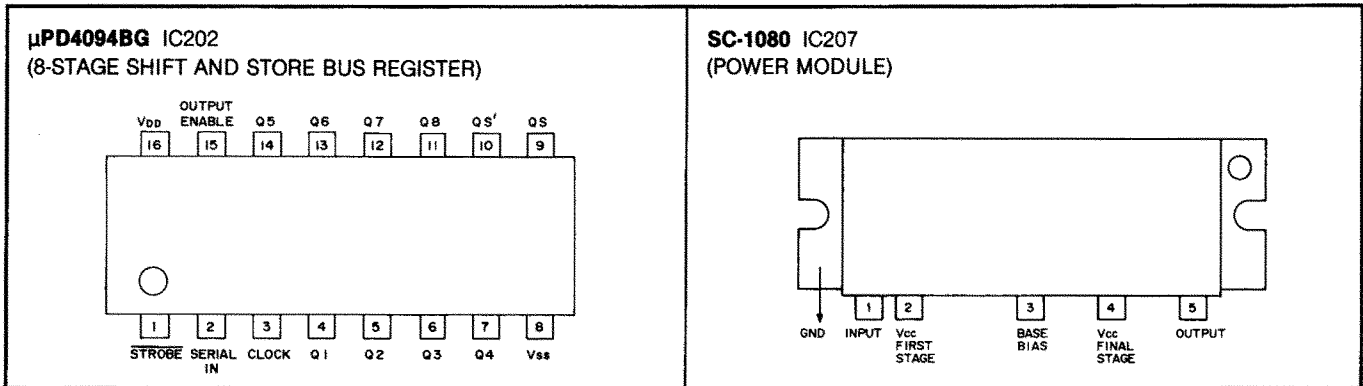 μPD4094BG IC202
(8-STAGE SHIFT AND STORE BUS REGISTER)
OUTPUT
VDD ENABLE Q5 Q6 Q7 Q8 QS' QS
16 15 14 13 12 11 10 9
1 2 3 4 5 6 7 8
STROBE SERIAL CLOCK Q1 Q2 Q3 Q4 Vss
IN
SC-1080 IC207
(POWER MODULE)
1 2 3 4 5
GND INPUT Vcc BASE Vcc OUTPUT
FIRST BIAS FINAL
STAGE STAGE